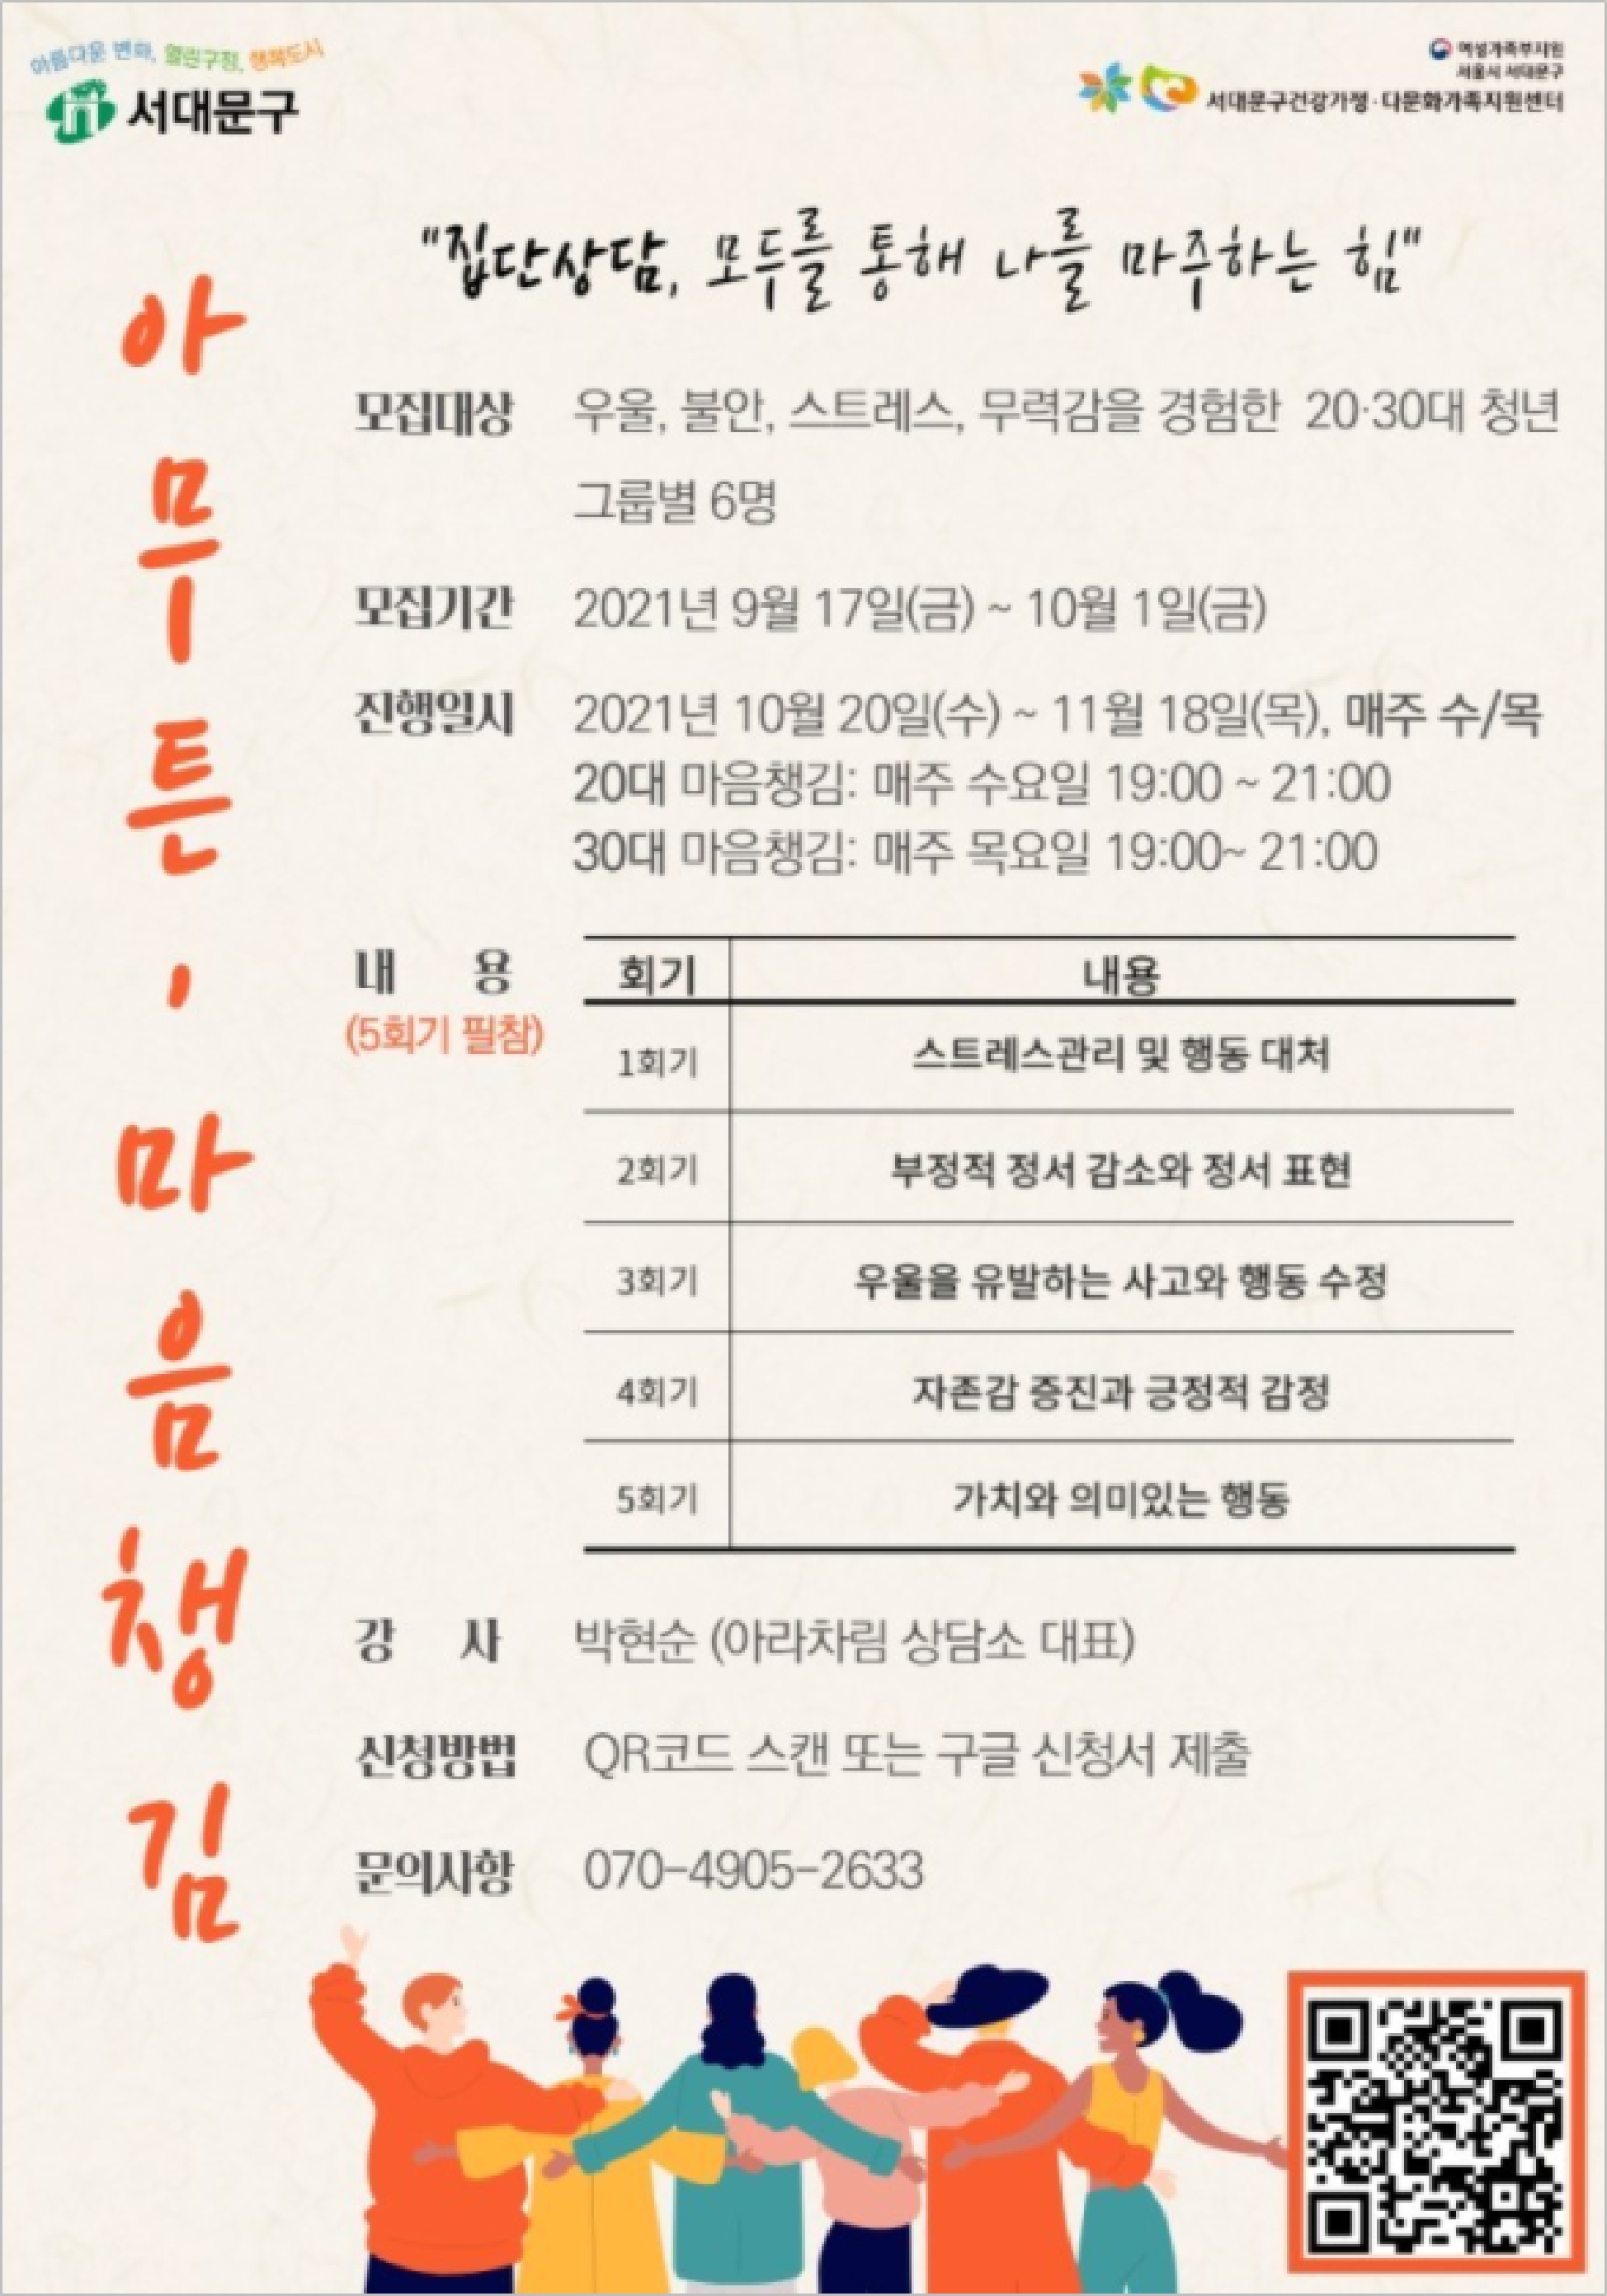 아름다운 변화, 열린구정, 행복도시
서대문구
여성가족부지원
서울시 서대문구
서대문구건강가정·다문화가족지원센터
아무튼, 마음챙김
"집단상담, 모두를 통해 나를 마주하는 힘"
모집대상 우울, 불안, 스트레스, 무력감을 경험한 20·30대 청년
그룹별 6명
모집기간 2021년 9월 17일(금) ~ 10월 1일(금)
진행일시 2021년 10월 20일(수) ~ 11월 18일(목), 매주 수/목
20대 마음챙김: 매주 수요일 19:00 ~ 21:00
30대 마음챙김: 매주 목요일 19:00~ 21:00
내 용
(5회기 필참)
회기 내용
1회기 스트레스관리 및 행동 대처
2회기 부정적 정서 감소와 정서 표현
3회기 우울을 유발하는 사고와 행동 수정
4회기 자존감 증진과 긍정적 감정
5회기 가치와 의미있는 행동
강 사 박현순 (아라차림 상담소 대표)
신청방법 QR코드 스캔 또는 구글 신청서 제출
문의사항 070-4905-2633